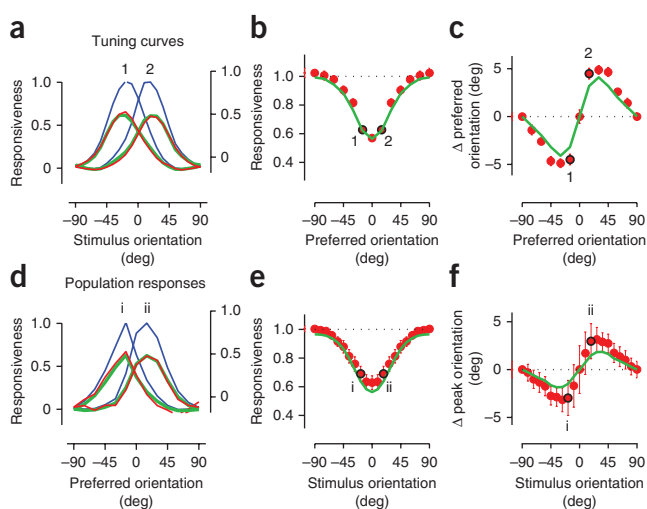 a
Tuning curves
1 2
1.0
0.5
0
1.0
0.5
0
Responsiveness
–90 –45 0 45 90
Stimulus orientation
(deg)
b
1.0
0.8
0.6
0.4
Responsiveness
1 2
–90 –45 0 45 90
Preferred orientation
(deg)
c
5
0
–5
Δ preferred
orientation (deg)
2
1
–90 –45 0 45 90
Preferred orientation
(deg)
d
Population responses
i ii
1.0
0.5
0
1.0
0.5
0
Responsiveness
–90 –45 0 45 90
Preferred orientation
(deg)
e
1.0
0.8
0.6
0.4
Responsiveness
i ii
–90 –45 0 45 90
Stimulus orientation
(deg)
f
5
0
–5
Δ peak orientation
(deg)
ii
i
–90 –45 0 45 90
Stimulus orientation
(deg)